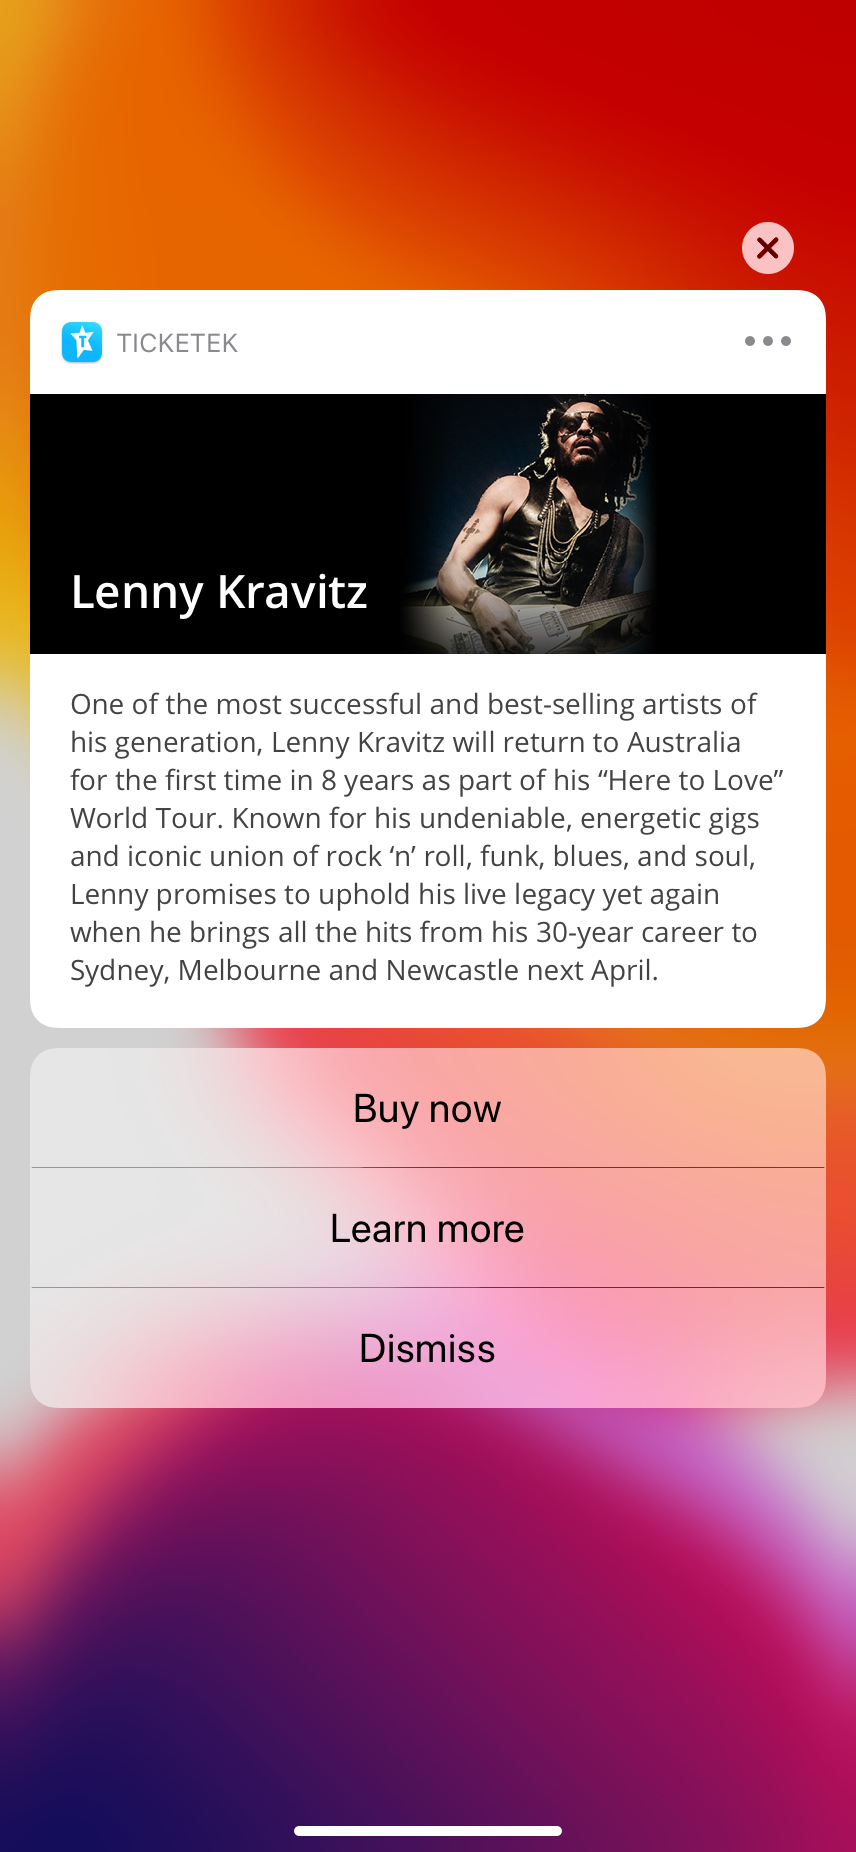 TICKETEK
Lenny Kravitz
One of the most successful and best-selling artists of
his generation, Lenny Kravitz will return to Australia
for the first time in 8 years as part of his “Here to Love”
World Tour. Known for his undeniable, energetic gigs
and iconic union of rock ‘n’ roll, funk, blues, and soul,
Lenny promises to uphold his live legacy yet again
when he brings all the hits from his 30-year career to
Sydney, Melbourne and Newcastle next April.
Buy now
Learn more
Dismiss